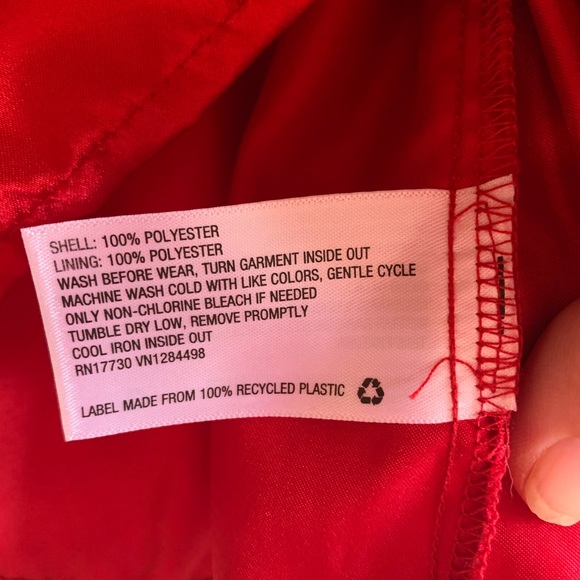 SHELL: 100% POLYESTER
LINING: 100% POLYESTER
WASH BEFORE WEAR, TURN GARMENT INSIDE OUT
MACHINE WASH COLD WITH LIKE COLORS, GENTLE CYCLE
ONLY NON-CHLORINE BLEACH IF NEEDED
TUMBLE DRY LOW, REMOVE PROMPTLY
COOL IRON INSIDE OUT
RN17730 VN1284498
LABEL MADE FROM 100% RECYCLED PLASTIC